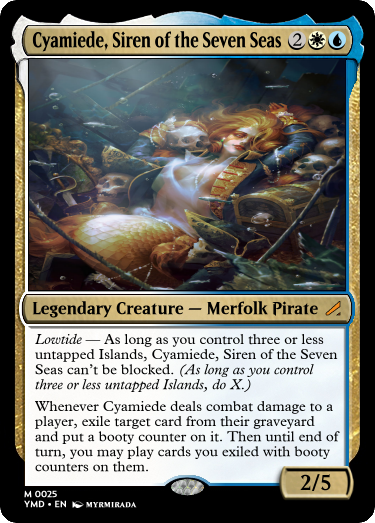 Cyamiede, Siren of the Seven Seas 2
Legendary Creature — Merfolk Pirate
Lowtide — As long as you control three or less
untapped Islands, Cyamiede, Siren of the Seven
Seas can't be blocked. (As long as you control
three or less untapped Islands, do X.)
Whenever Cyamiede deals combat damage to a
player, exile target card from their graveyard
and put a booty counter on it. Then until end of
turn, you may play cards you exiled with booty
counters on them.
2/5
M 0025
YMD • EN MYRMIRADA